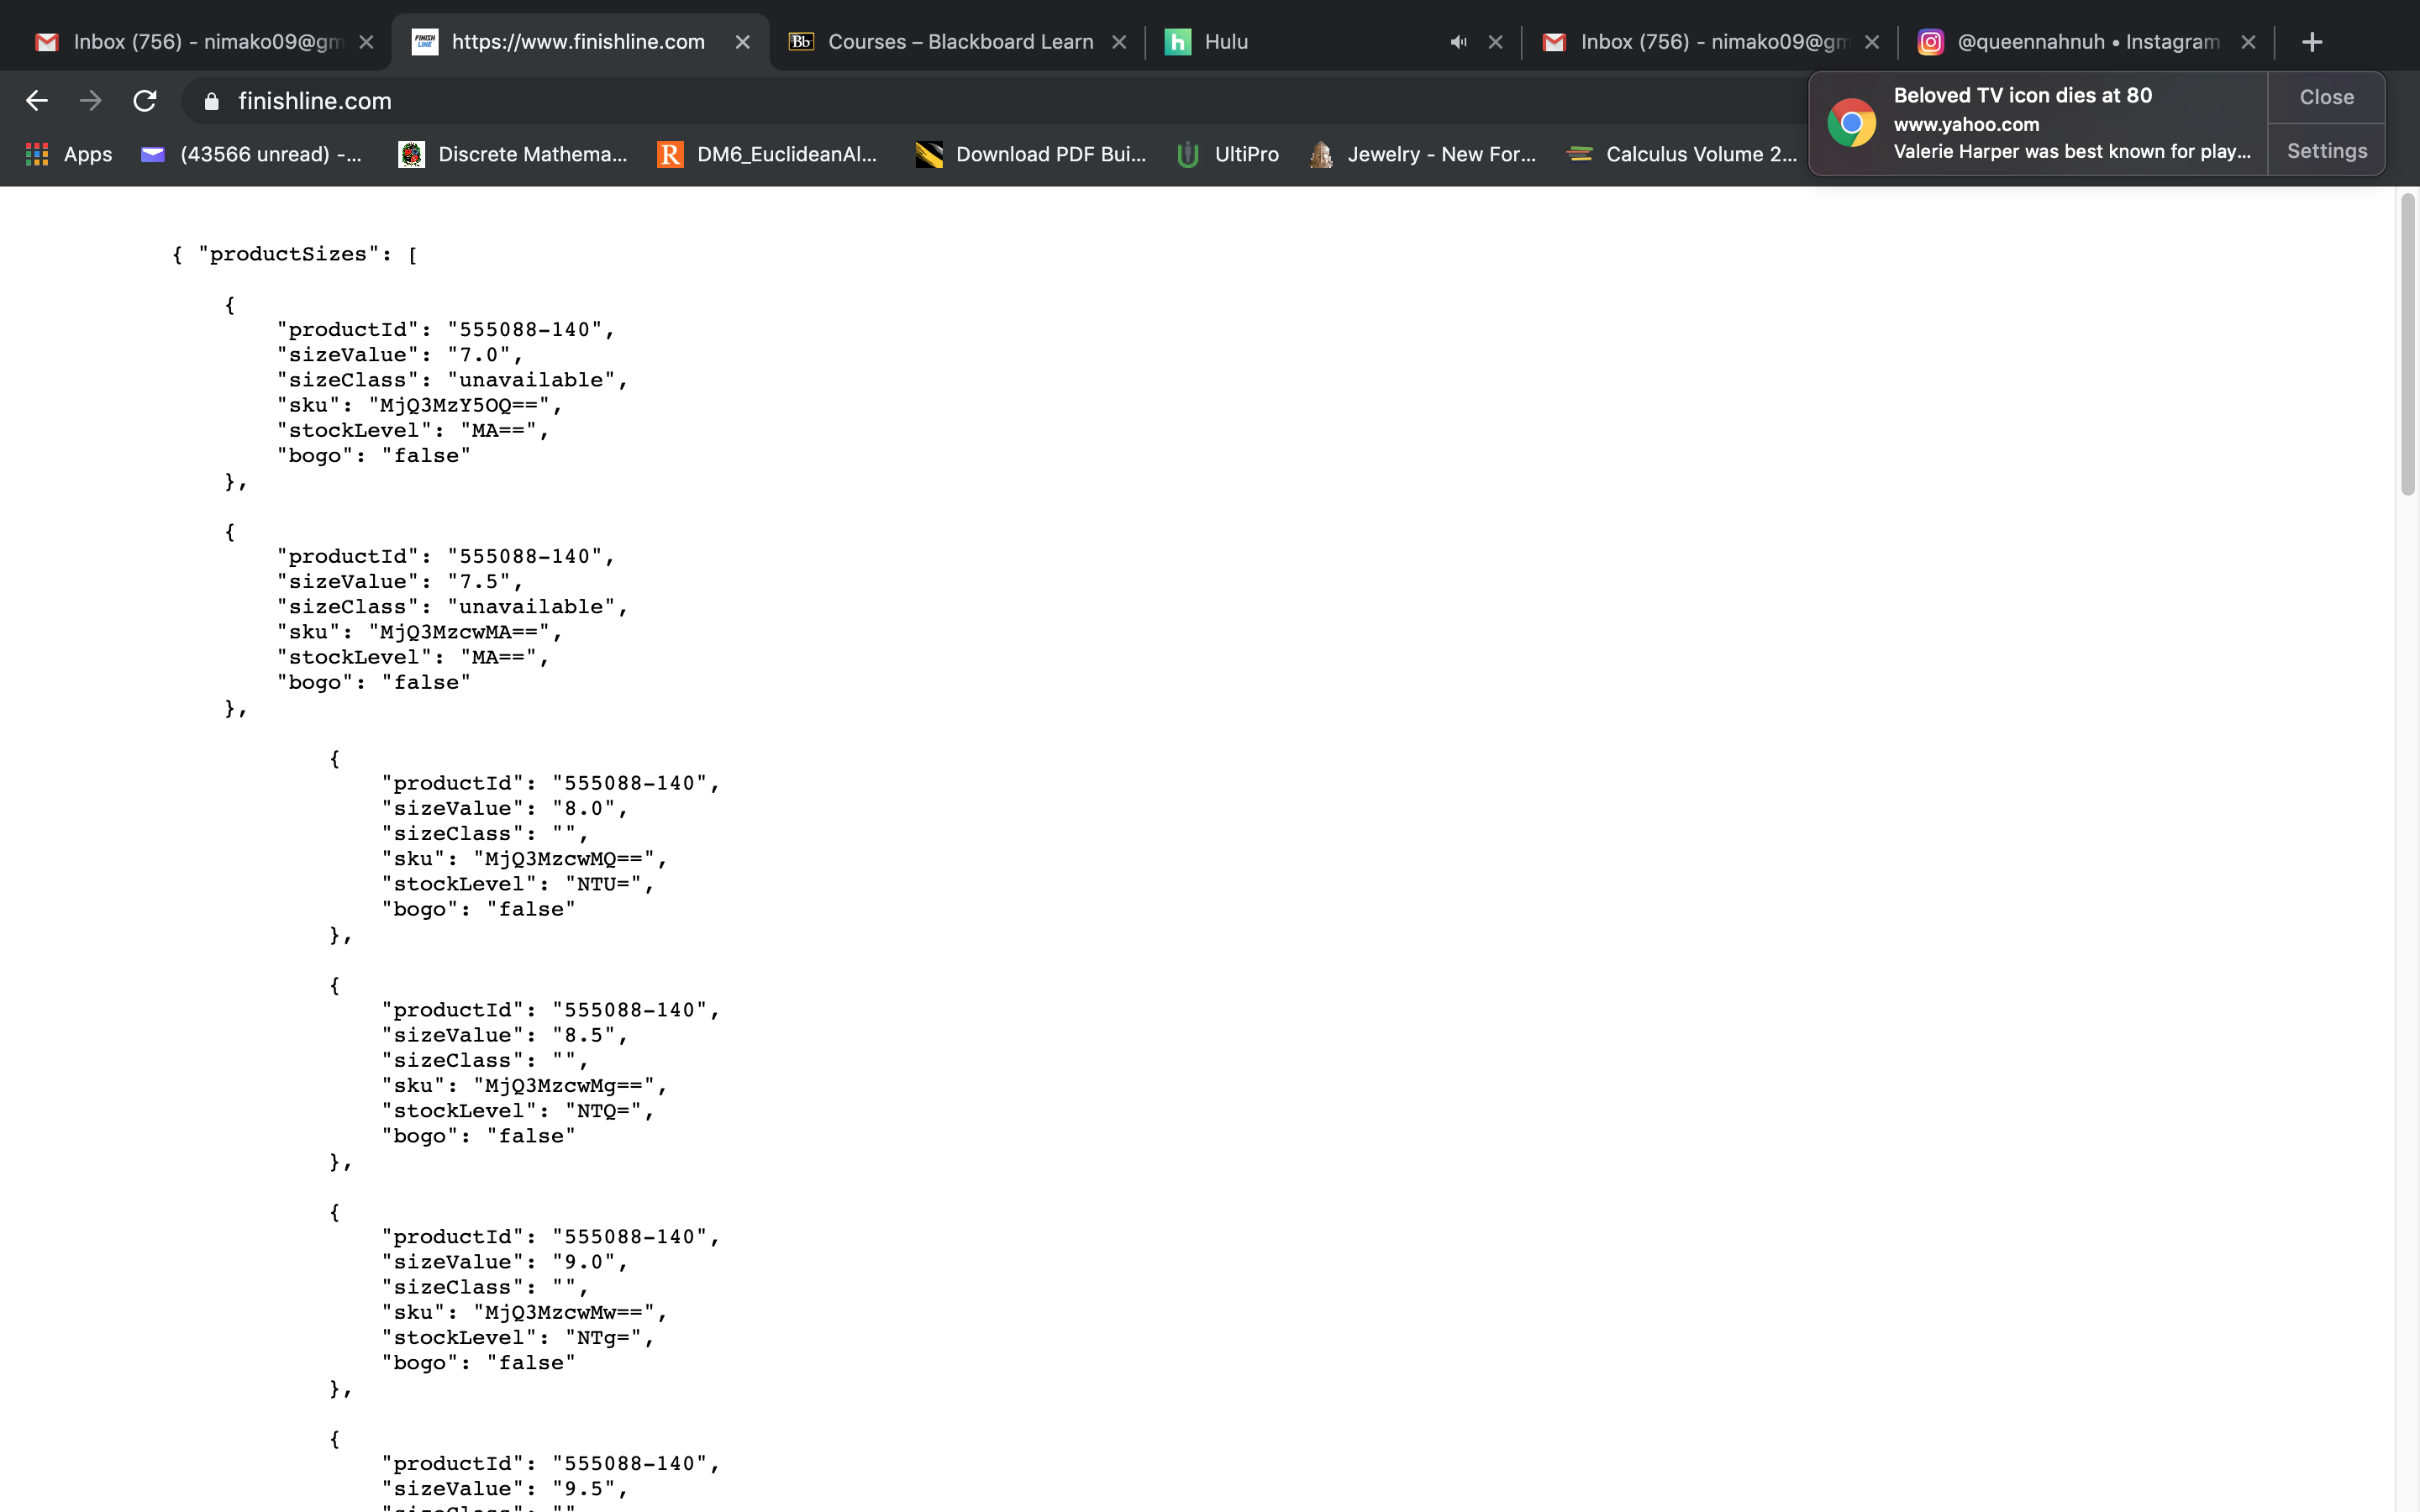 Inbox (756) - nimako09@gm
https://www.finishline.com
Courses – Blackboard Learn
Hulu
Inbox (756) - nimako09@gm
@queennahnuh • Instagram
finishline.com
Beloved TV icon dies at 80
www.yahoo.com
Valerie Harper was best known for play...
Close
Settings
Apps
(43566 unread) -...
Discrete Mathema...
DM6_EuclideanAl...
Download PDF Bui...
UltiPro
Jewelry - New For...
Calculus Volume 2...
{ "productSizes": [
{
"productId": "555088-140",
"sizeValue": "7.0",
"sizeClass": "unavailable",
"sku": "MjQ3MzY5OQ==",
"stockLevel": "MA==",
"bogo": "false"
},
{
"productId": "555088-140",
"sizeValue": "7.5",
"sizeClass": "unavailable",
"sku": "MjQ3MzcwMA==",
"stockLevel": "MA==",
"bogo": "false"
},
{
"productId": "555088-140",
"sizeValue": "8.0",
"sizeClass": "",
"sku": "MjQ3MzcwMQ==",
"stockLevel": "NTU=",
"bogo": "false"
},
{
"productId": "555088-140",
"sizeValue": "8.5",
"sizeClass": "",
"sku": "MjQ3MzcwMg==",
"stockLevel": "NTQ=",
"bogo": "false"
},
{
"productId": "555088-140",
"sizeValue": "9.0",
"sizeClass": "",
"sku": "MjQ3MzcwMw==",
"stockLevel": "NTg=",
"bogo": "false"
},
{
"productId": "555088-140",
"sizeValue": "9.5",